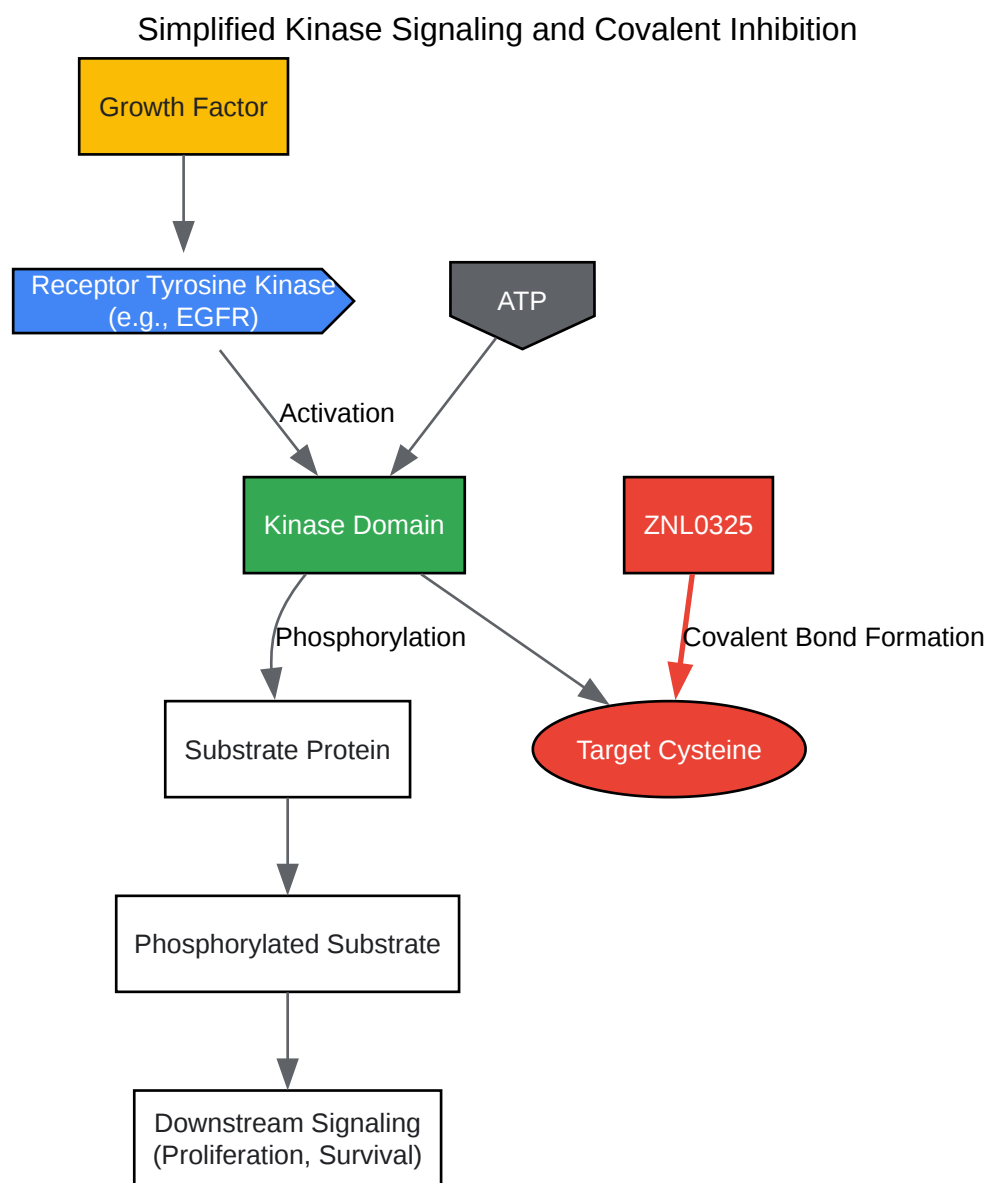 Simplified Kinase Signaling and Covalent Inhibition
Growth Factor
Receptor Tyrosine Kinase
(e.g., EGFR)
ATP
Activation
Kinase Domain
ZNL0325
Phosphorylation
Covalent Bond Formation
Substrate Protein
Target Cysteine
Phosphorylated Substrate
Downstream Signaling
(Proliferation, Survival)